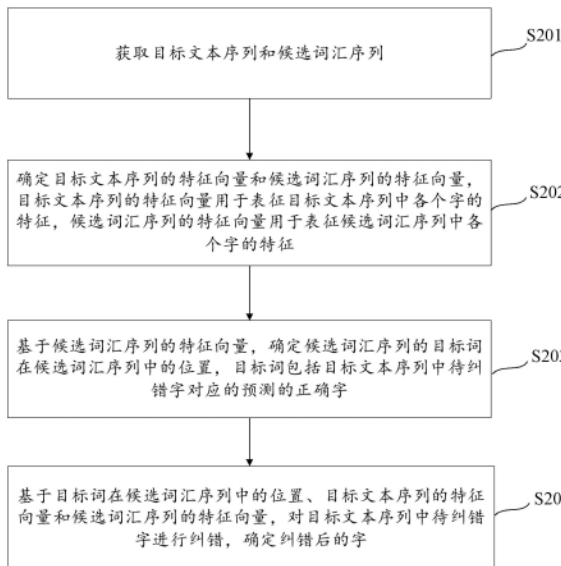 获取目标文本序列和候选词汇序列
S201
确定目标文本序列的特征向量和候选词汇序列的特征向量，
目标文本序列的特征向量用于表征目标文本序列中各个字的
特征，候选词汇序列的特征向量用于表征候选词汇序列中各
个字的特征
S202
基于候选词汇序列的特征向量，确定候选词汇序列的目标词
在候选词汇序列中的位置，目标词包括目标文本序列中待纠
错字对应的预测的正确字
S203
基于目标词在候选词汇序列中的位置、目标文本序列的特征
向量和候选词汇序列的特征向量，对目标文本序列中待纠错
字进行纠错，确定纠错后的字
S20